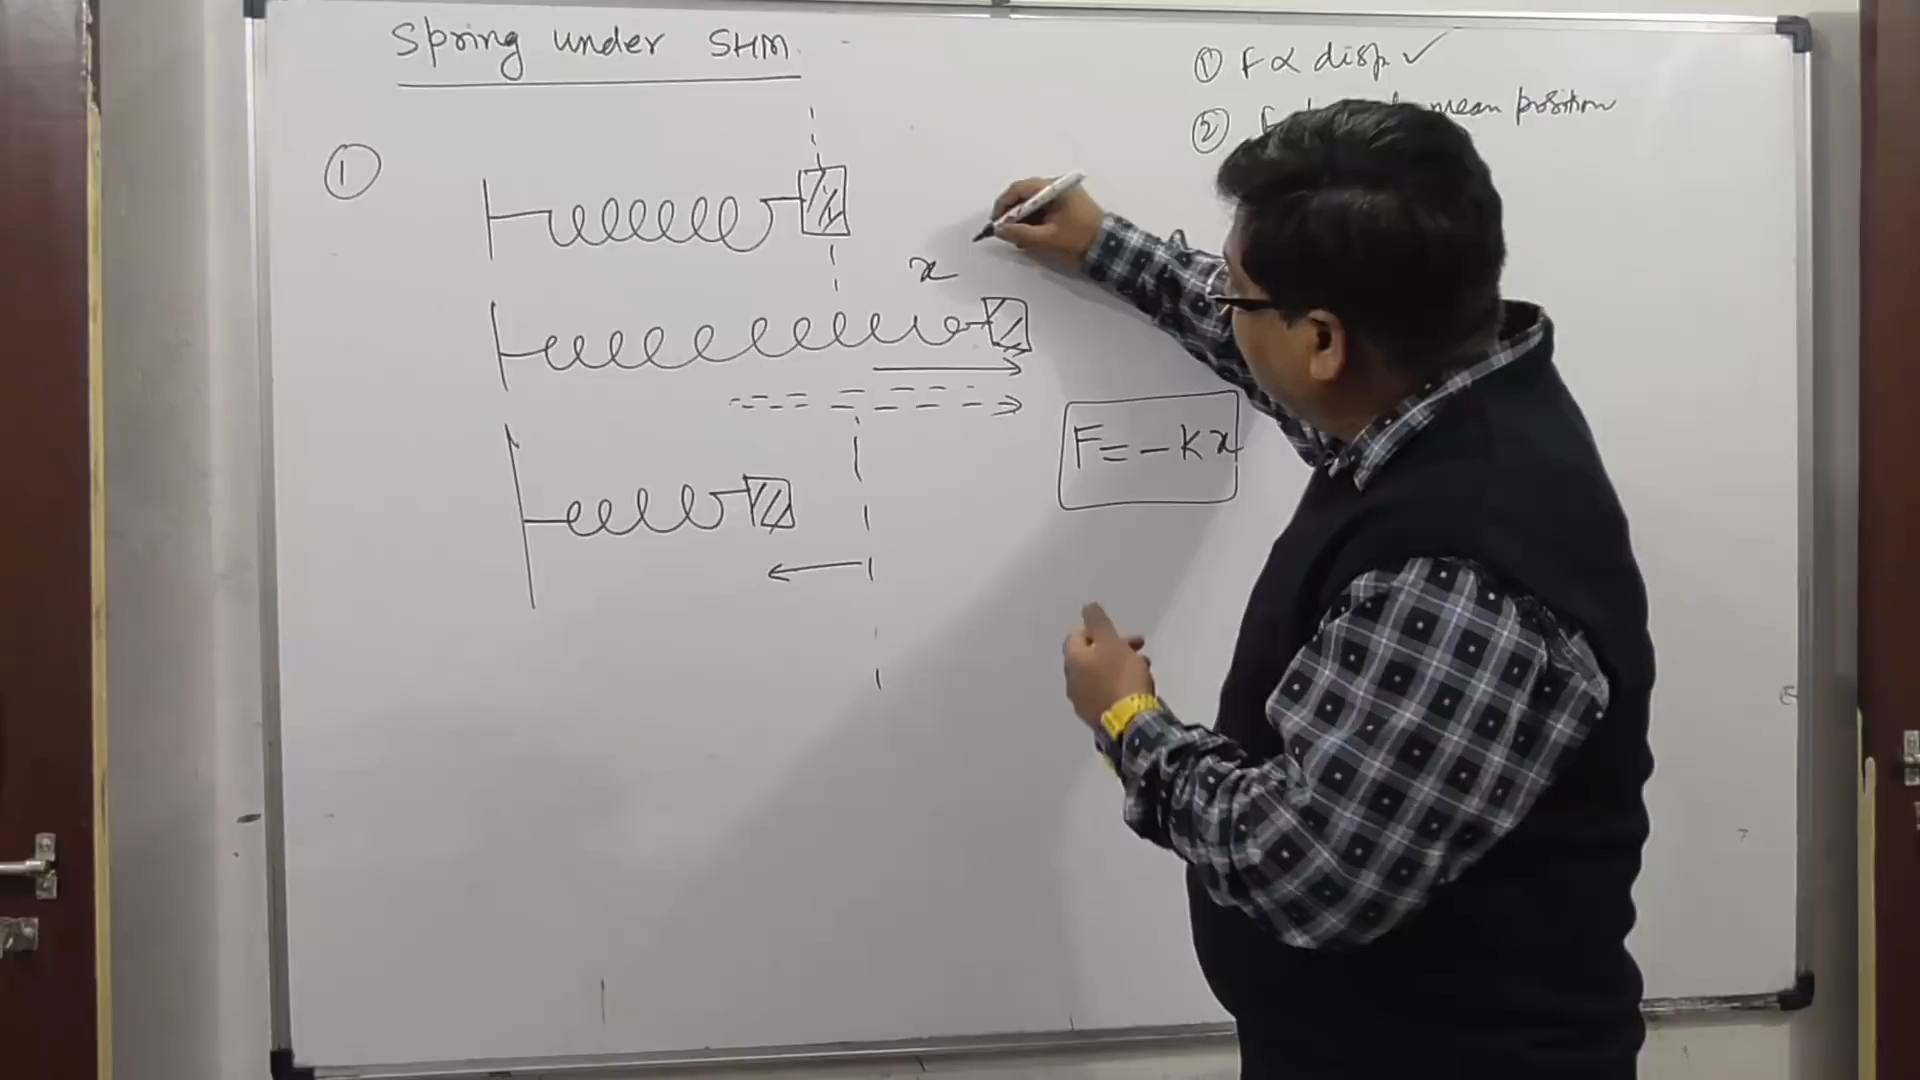 Spring under SHM
① F ∝ disp ✓
② F mean position
①
x
F = -Kx